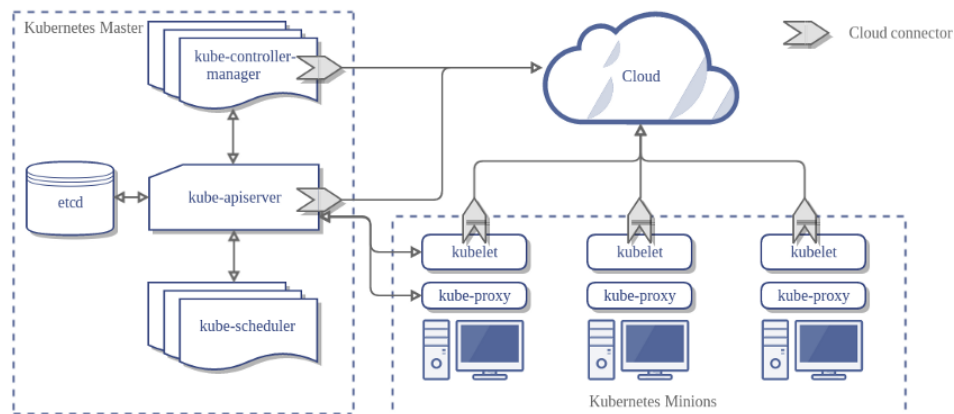 Kubernetes Master
kube-controller-
manager
Cloud
Cloud connector
etcd
kube-apiserver
kubelet
kubelet
kubelet
kube-proxy
kube-proxy
kube-proxy
kube-scheduler
Kubernetes Minions